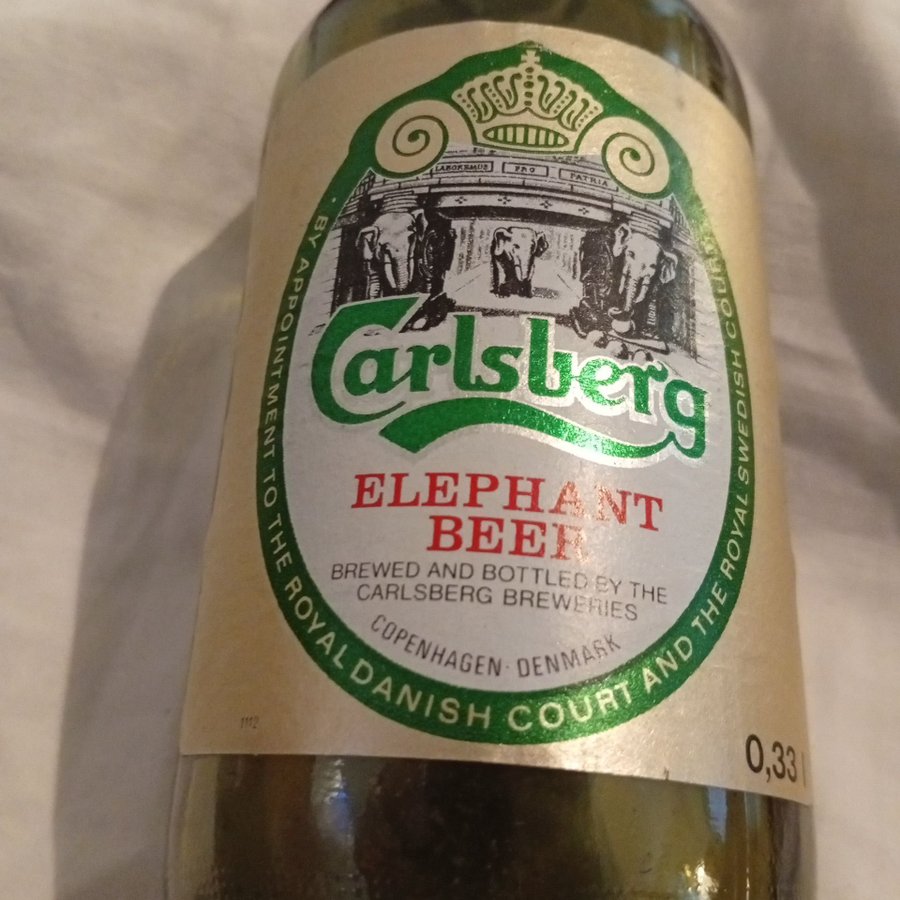 LABOREMUS PRO PATRIA
Carlsberg
ELEPHANT
BEER
BREWED AND BOTTLED BY THE
CARLSBERG BREWERIES
COPENHAGEN · DENMARK
· BY APPOINTMENT TO THE ROYAL DANISH COURT AND THE ROYAL SWEDISH COURT
1112
0,33 l